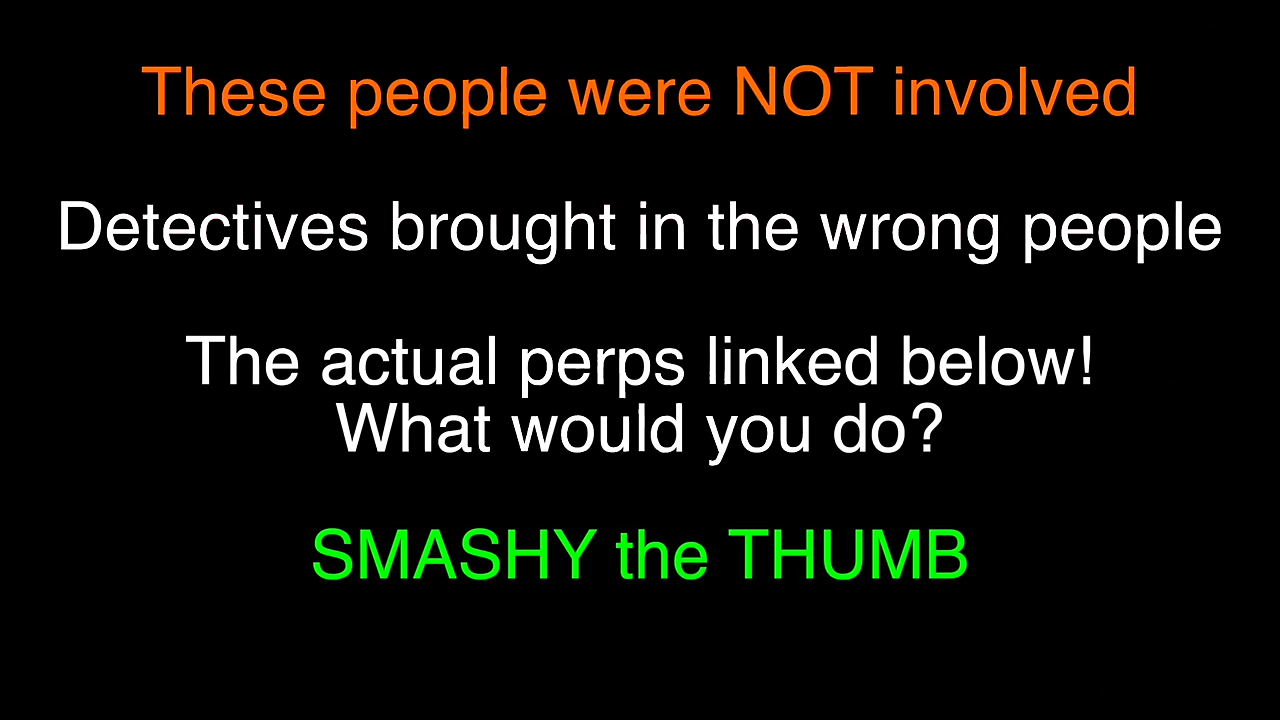 These people were NOT involved
Detectives brought in the wrong people
The actual perps linked below!
What would you do?
SMASHY the THUMB